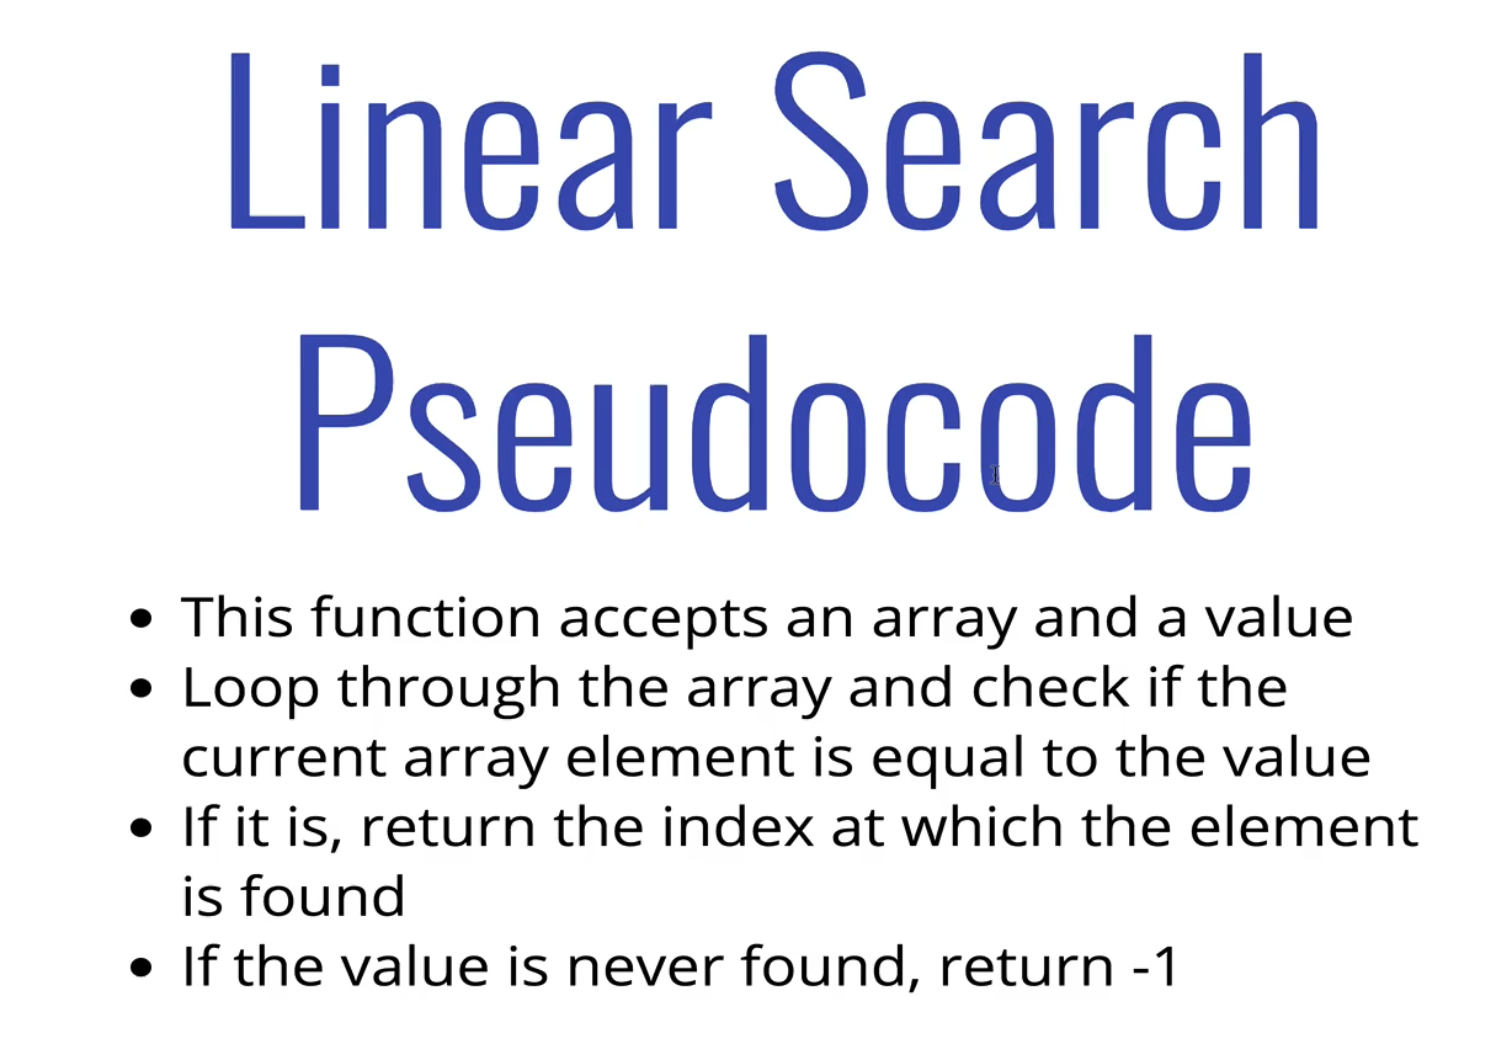 Linear Search
Pseudocode
• This function accepts an array and a value
• Loop through the array and check if the
current array element is equal to the value
• If it is, return the index at which the element
is found
• If the value is never found, return -1